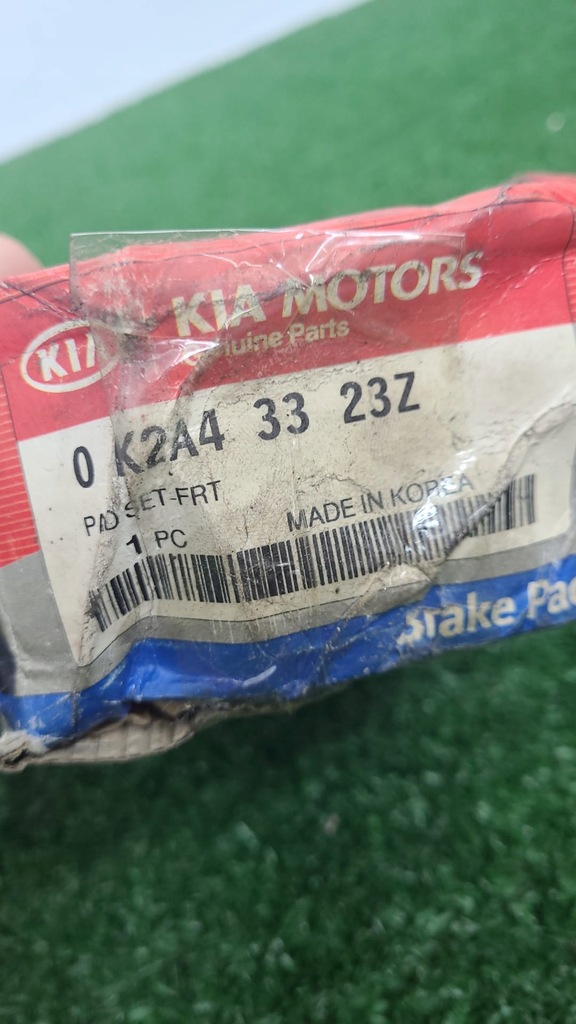 KIA MOTORS
KIA
Genuine Parts
0 K2A4 33 23Z
PAD SET-FRT
1 PC
MADE IN KOREA
Brake Pad